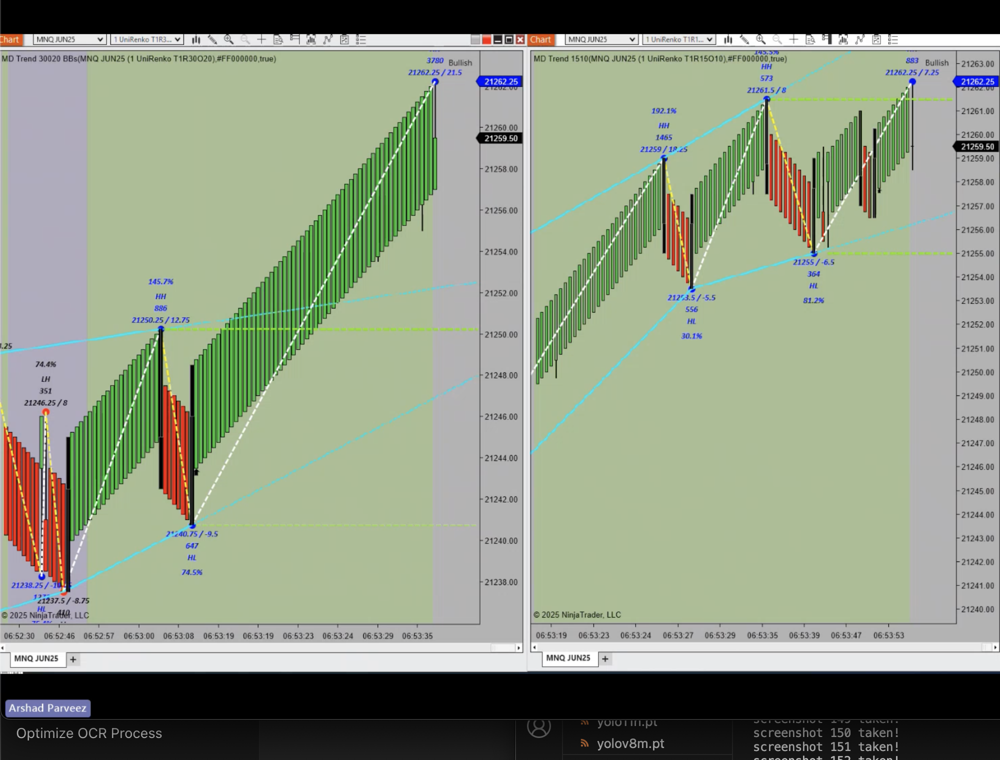 Chart
MNQ JUN25
1 UniRenko T1R3...
MD Trend 30020 BBs(MNQ JUN25 (1 UniRenko T1R30O20),#FF000000,true)
3780
Bullish
21262.25 / 21.5
21262.25
21260.00
21259.50
21258.00
21256.00
21254.00
21252.00
21250.00
21248.00
21246.00
21244.00
21242.00
21240.00
21238.00
145.7%
HH
886
21250.25 / 12.75
74.4%
LH
351
21246.25 / 8
21240.75 / -9.5
647
HL
74.5%
21237.5 / -8.75
410
© 2025 NinjaTrader, LLC
06:52:30 06:52:46 06:52:57 06:53:00 06:53:08 06:53:19 06:53:19 06:53:23 06:53:24 06:53:29 06:53:35
MNQ JUN25 +
Chart
MNQ JUN25
1 UniRenko T1R1...
MD Trend 1510(MNQ JUN25 (1 UniRenko T1R15O10),#FF000000,true)
145.5%
HH
573
21261.5 / 8
883
Bullish
21262.25 / 7.25
192.1%
HH
1465
21259 / 18.25
21253.5 / -5.5
556
HL
30.1%
21255 / -6.5
364
HL
81.2%
21263.00
21262.25
21261.00
21260.00
21259.50
21259.00
21258.00
21257.00
21256.00
21255.00
21254.00
21253.00
21252.00
21251.00
21250.00
21249.00
21248.00
21247.00
21246.00
21245.00
21244.00
21243.00
21242.00
21241.00
21240.00
© 2025 NinjaTrader, LLC
06:53:19 06:53:23 06:53:24 06:53:27 06:53:29 06:53:35 06:53:39 06:53:47 06:53:53
MNQ JUN25 +
Arshad Parveez
Optimize OCR Process
yolo11n.pt
yolov8m.pt
screenshot 149 taken!
screenshot 150 taken!
screenshot 151 taken!
screenshot 152 taken!